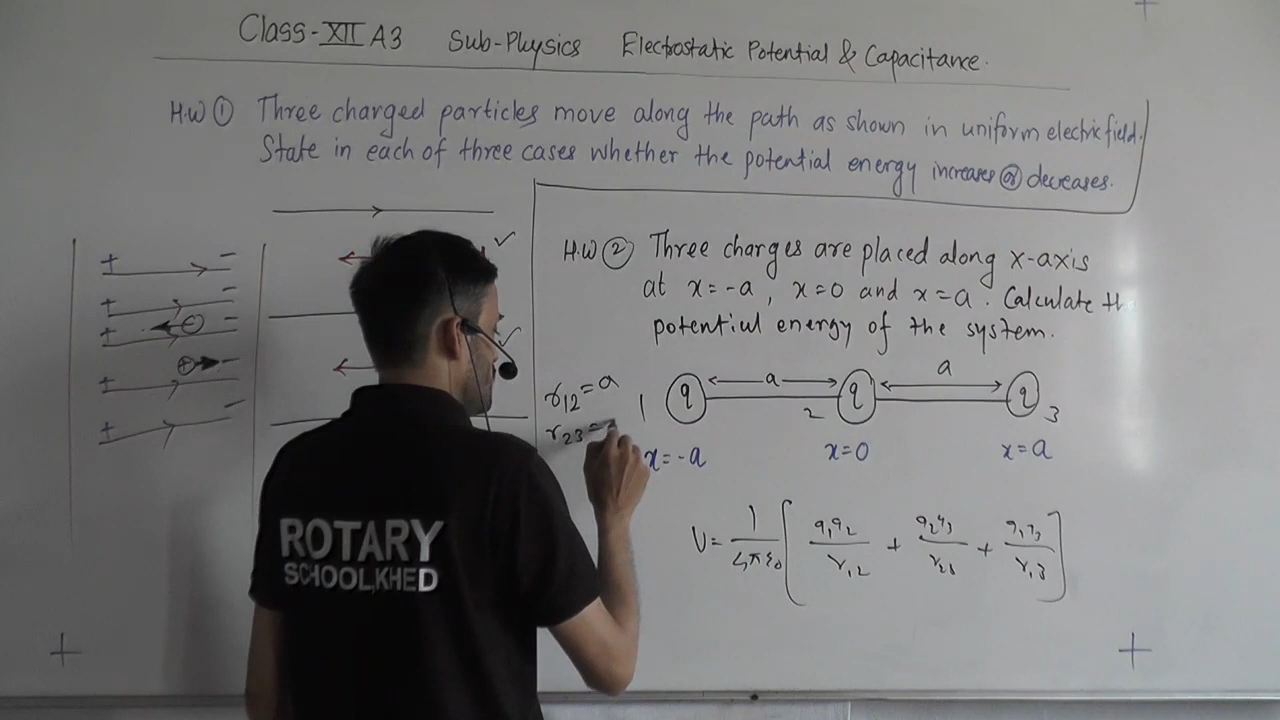 Class-XII A3 Sub-Physics Electrostatic Potential & Capacitance.
H.W ① Three charged particles move along the path as shown in uniform electric field.
State in each of three cases whether the potential energy increases or decreases.
H.W ② Three charges are placed along x-axis
at x=-a, x=0 and x=a. Calculate the
potential energy of the system.
r12=a
r23=
a a
1 q 2 q q 3
x=-a x=0 x=a
U= 1/4πε0 [ q1q2/r12 + q2q3/r23 + q1q3/r13 ]
+ -
+ -
+ - -
+ -
+ -
ROTARY
SCHOOL,KHED